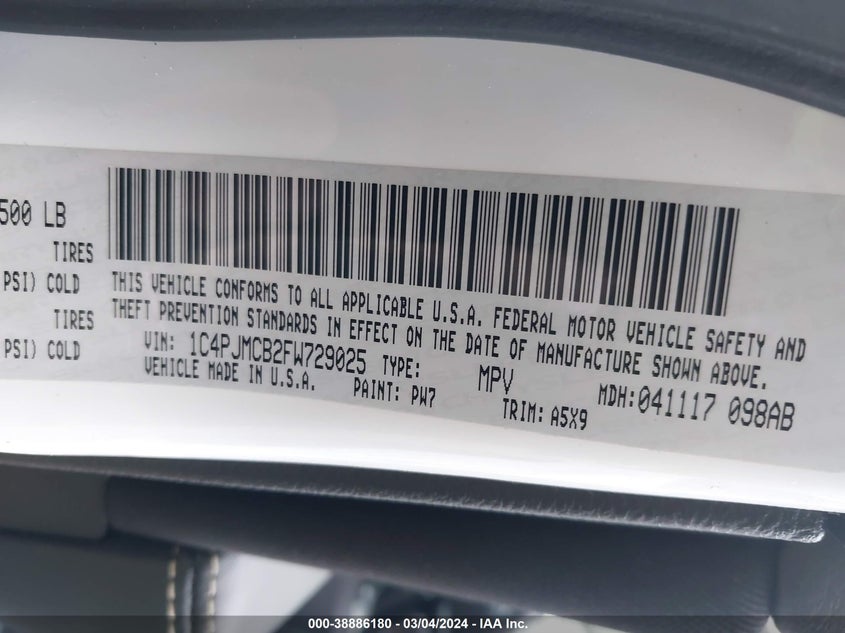 500 LB
TIRES
PSI) COLD
TIRES
PSI) COLD
THIS VEHICLE CONFORMS TO ALL APPLICABLE U.S.A. FEDERAL MOTOR VEHICLE SAFETY AND
THEFT PREVENTION STANDARDS IN EFFECT ON THE DATE OF MANUFACTURE SHOWN ABOVE.
VIN: 1C4PJMCB2FW729025 TYPE: MPV MDH:041117 098AB
VEHICLE MADE IN U.S.A. PAINT: PW7 TRIM: A5X9
000-38886180 - 03/04/2024 - IAA Inc.